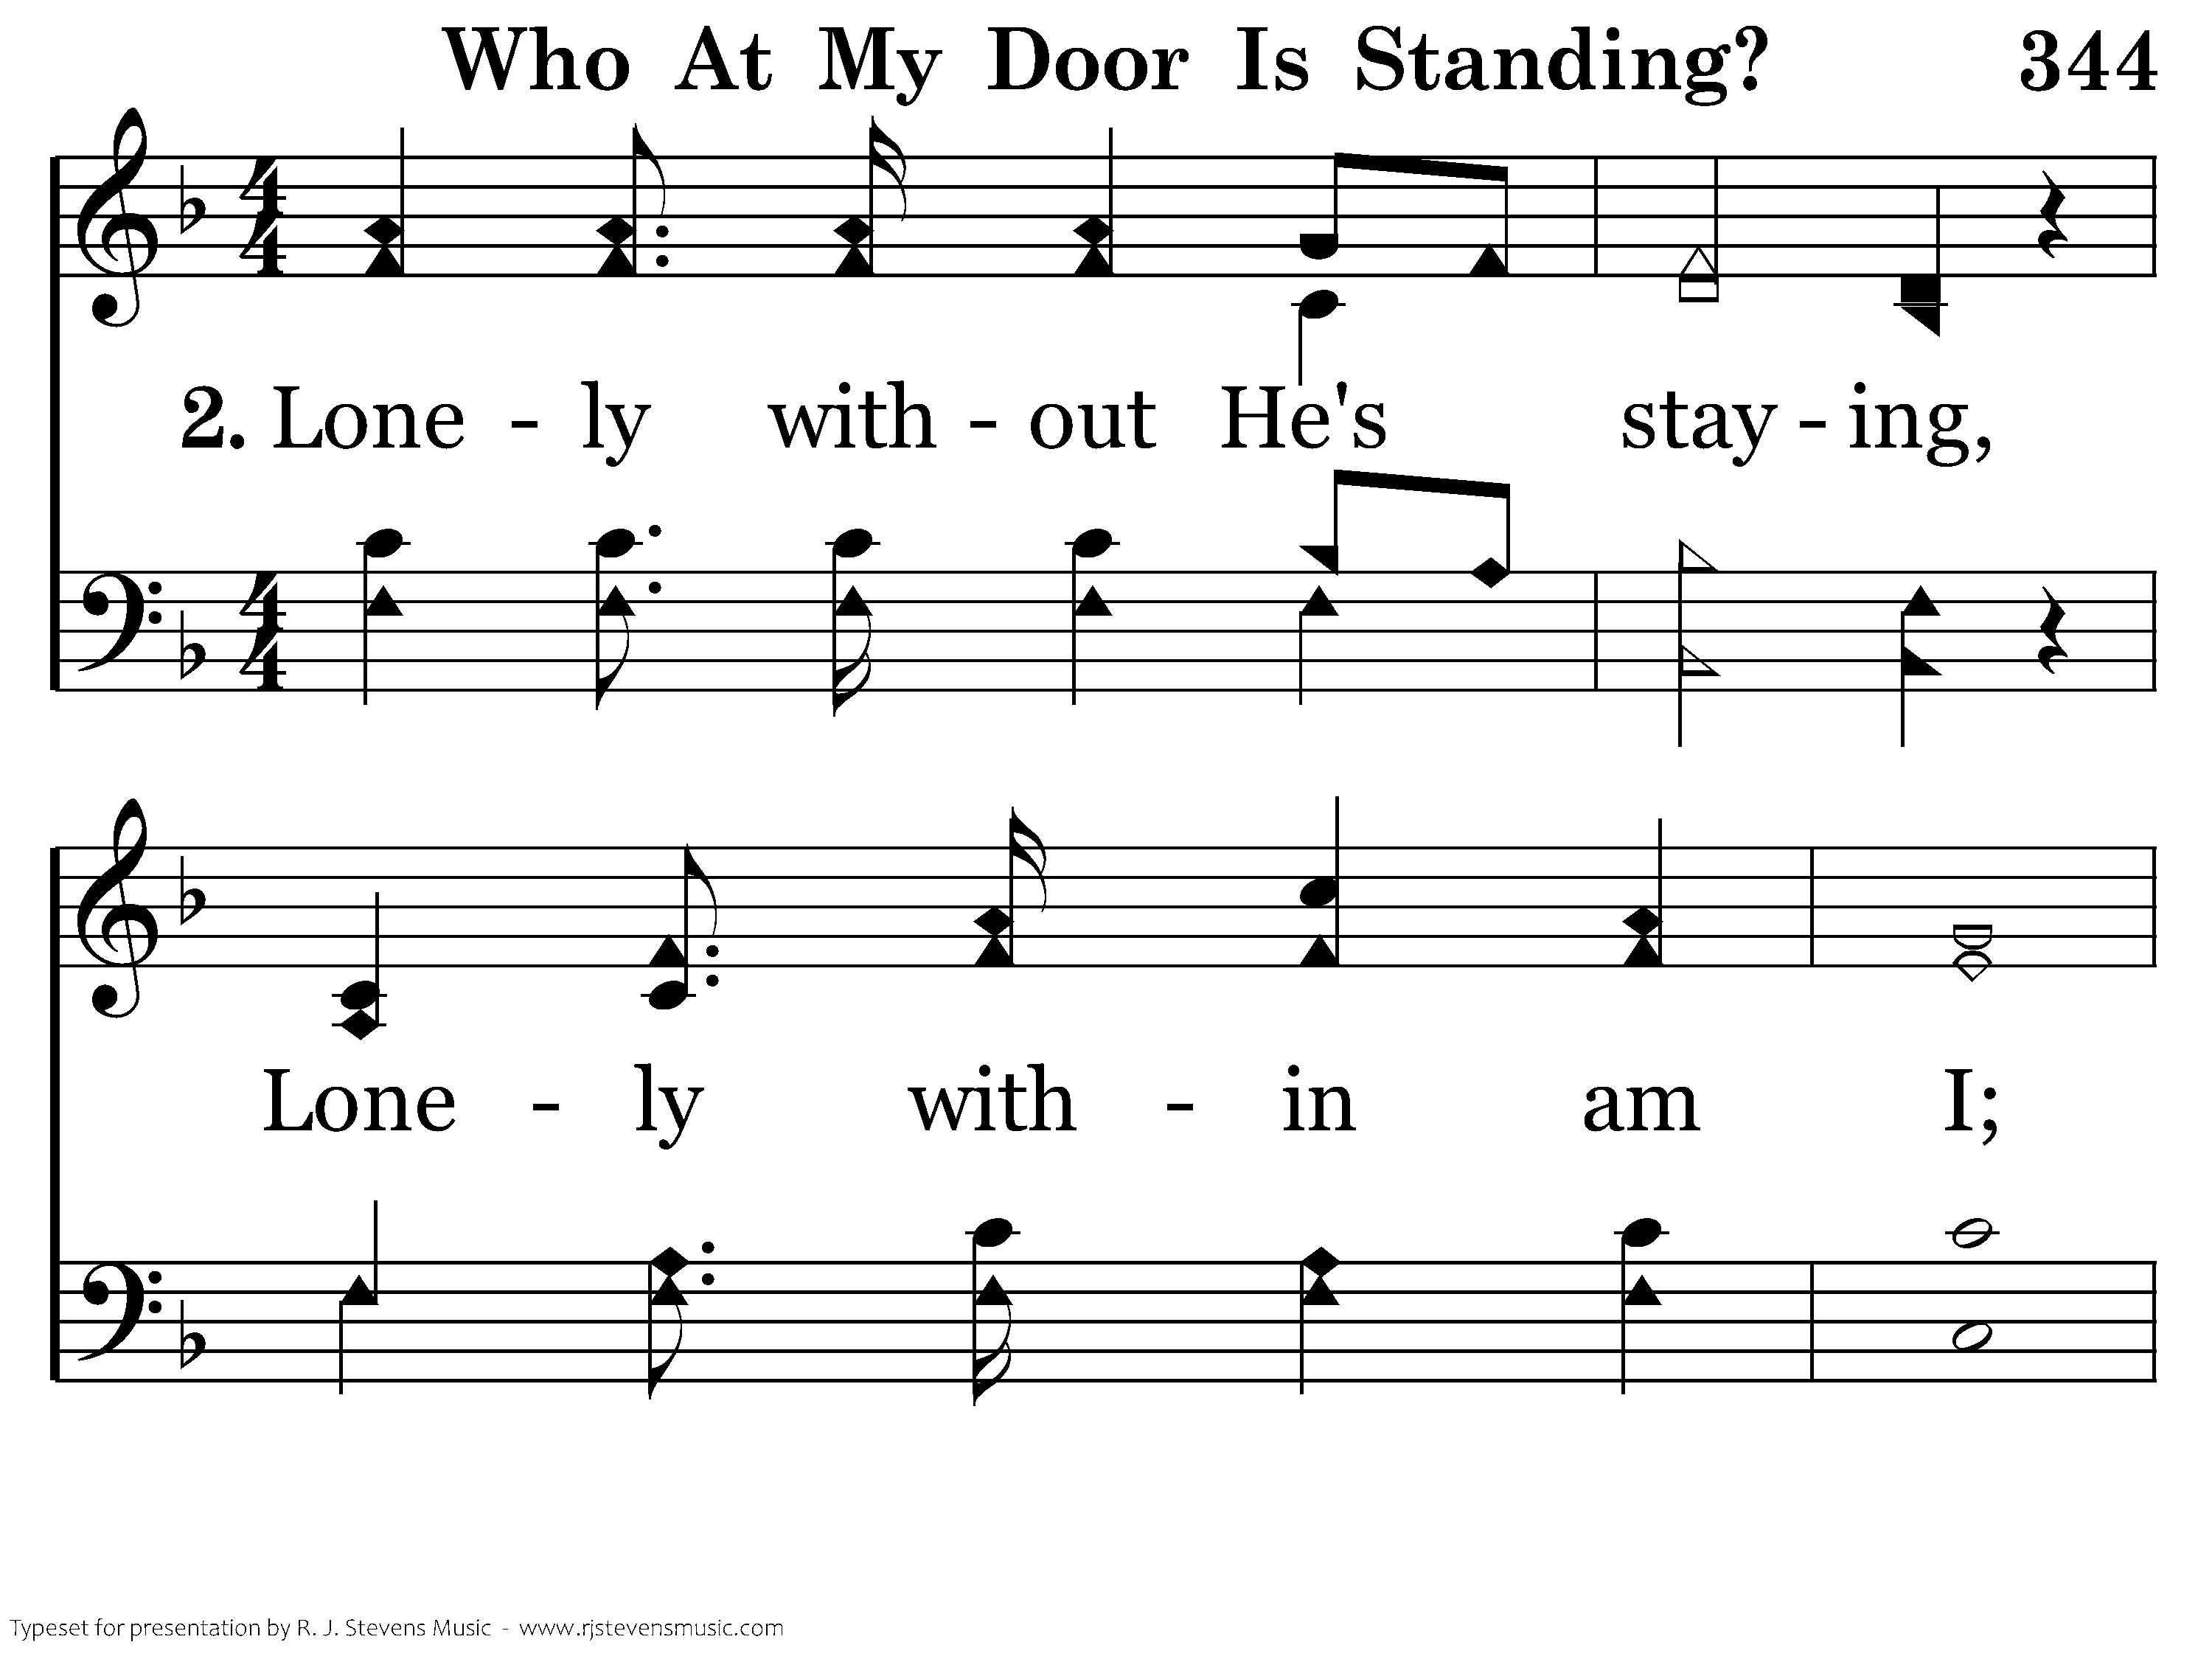 Who At My Door Is Standing? 344
2. Lone - ly with - out He's stay - ing,
Lone - ly with - in am I;
Typeset for presentation by R. J. Stevens Music - www.rjstevensmusic.com